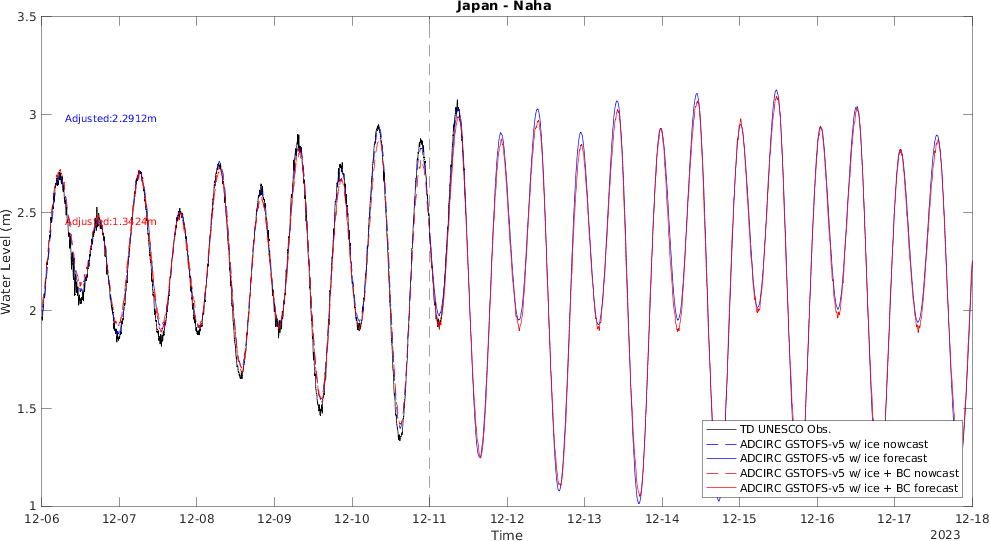 Japan - Naha
3.5
3
2.5
2
1.5
1
Water Level (m)
Adjusted:2.2912m
Adjusted:1.3424m
TD UNESCO Obs.
ADCIRC GSTOFS-v5 w/ ice nowcast
ADCIRC GSTOFS-v5 w/ ice forecast
ADCIRC GSTOFS-v5 w/ ice + BC nowcast
ADCIRC GSTOFS-v5 w/ ice + BC forecast
12-06 12-07 12-08 12-09 12-10 12-11 12-12 12-13 12-14 12-15 12-16 12-17 12-18
Time
2023